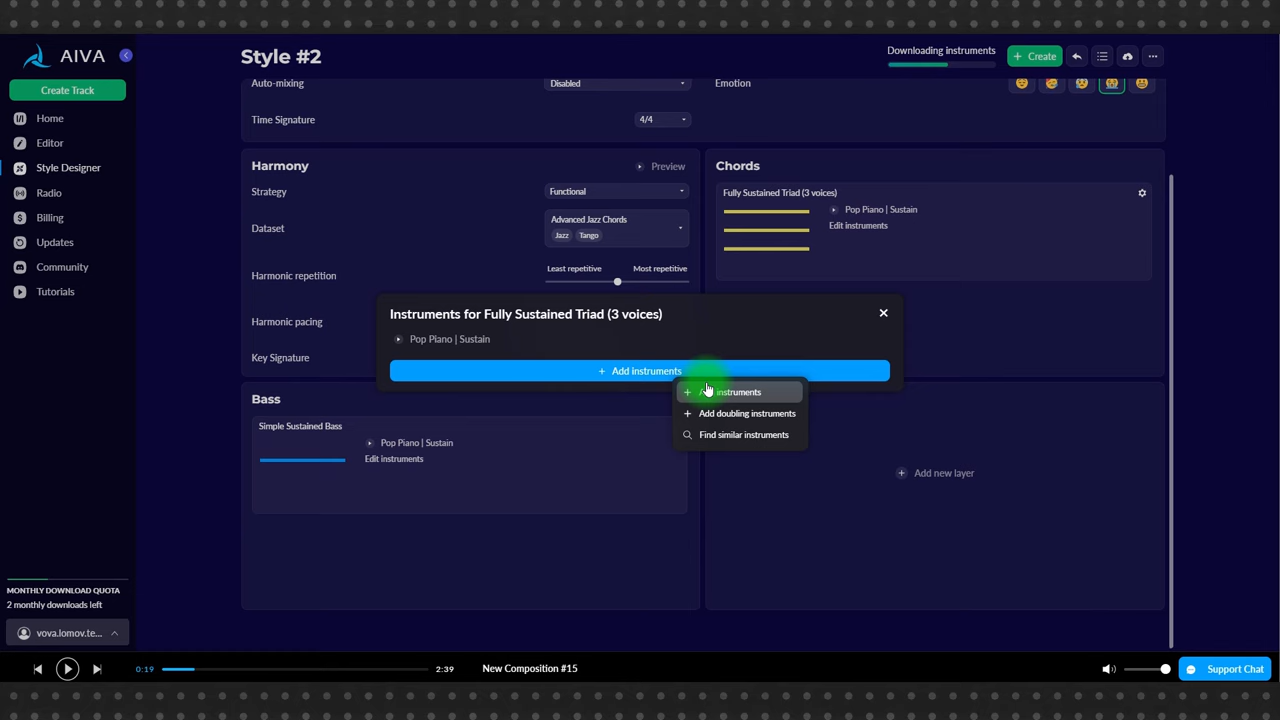 AIVA
Create Track
Home
Editor
Style Designer
Radio
Billing
Updates
Community
Tutorials
MONTHLY DOWNLOAD QUOTA
2 monthly downloads left
vova.lomov.te...
Style #2
Downloading instruments
+ Create
Auto-mixing
Disabled
Emotion
Time Signature
4/4
Harmony
Preview
Strategy
Functional
Dataset
Advanced Jazz Chords
Jazz Tango
Harmonic repetition
Least repetitive Most repetitive
Harmonic pacing
Key Signature
Chords
Fully Sustained Triad (3 voices)
Pop Piano | Sustain
Edit instruments
Instruments for Fully Sustained Triad (3 voices)
Pop Piano | Sustain
+ Add instruments
+ instruments
+ Add doubling instruments
Find similar instruments
Bass
Simple Sustained Bass
Pop Piano | Sustain
Edit instruments
+ Add new layer
0:19
2:39
New Composition #15
Support Chat